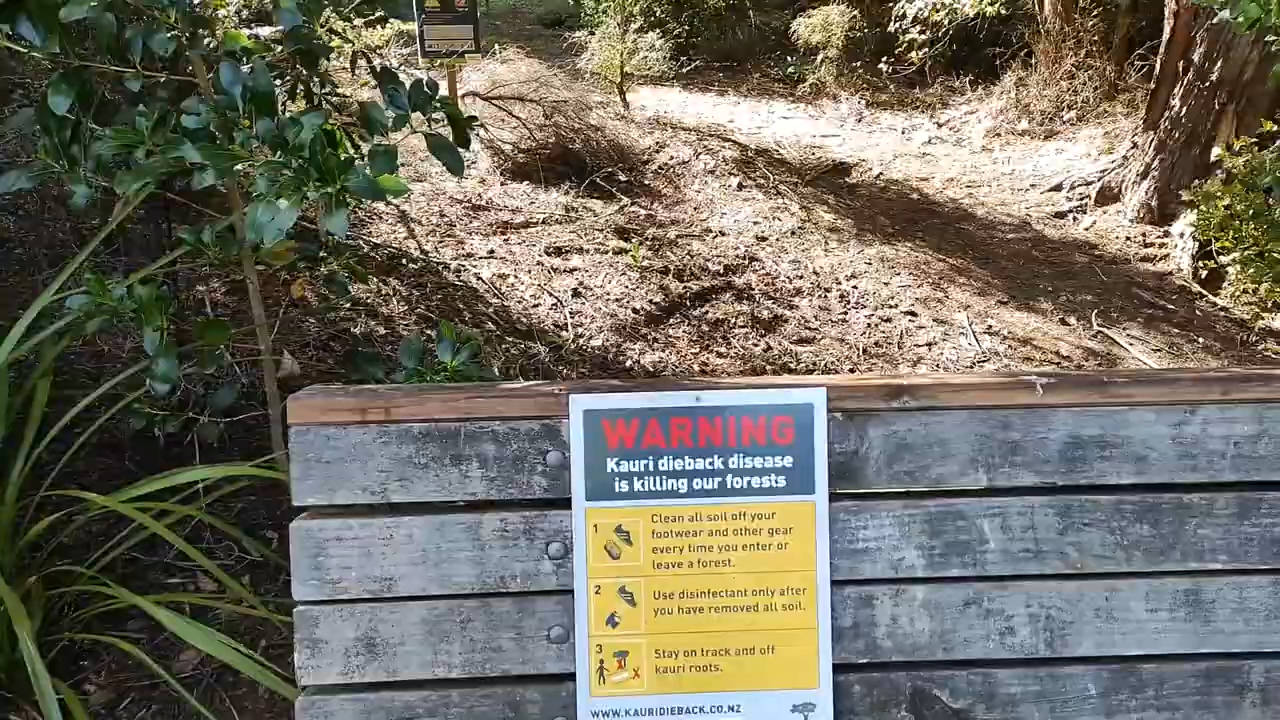 WARNING
Kauri dieback disease
is killing our forests
1
Clean all soil off your
footwear and other gear
every time you enter or
leave a forest.
2
Use disinfectant only after
you have removed all soil.
3
Stay on track and off
kauri roots.
WWW.KAURIDIEBACK.CO.NZ